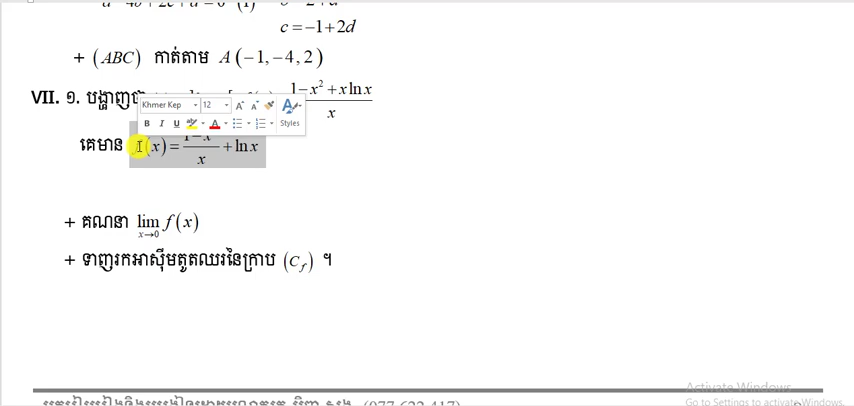 c = −1 + 2d
+ (ABC) កាត់តាម A(−1, −4, 2)
VII. ១. បង្ហាញថា
1 − x² + x ln x
x
Khmer Kep 12
B I U Styles
គេមាន f(x) = + ln x
x
+ គណនា lim f(x)
x→0
+ ទាញរកអាស៊ីមតូតឈរនៃក្រាប (C_f) ។
Activate Windows
Go to Settings to activate Windows.